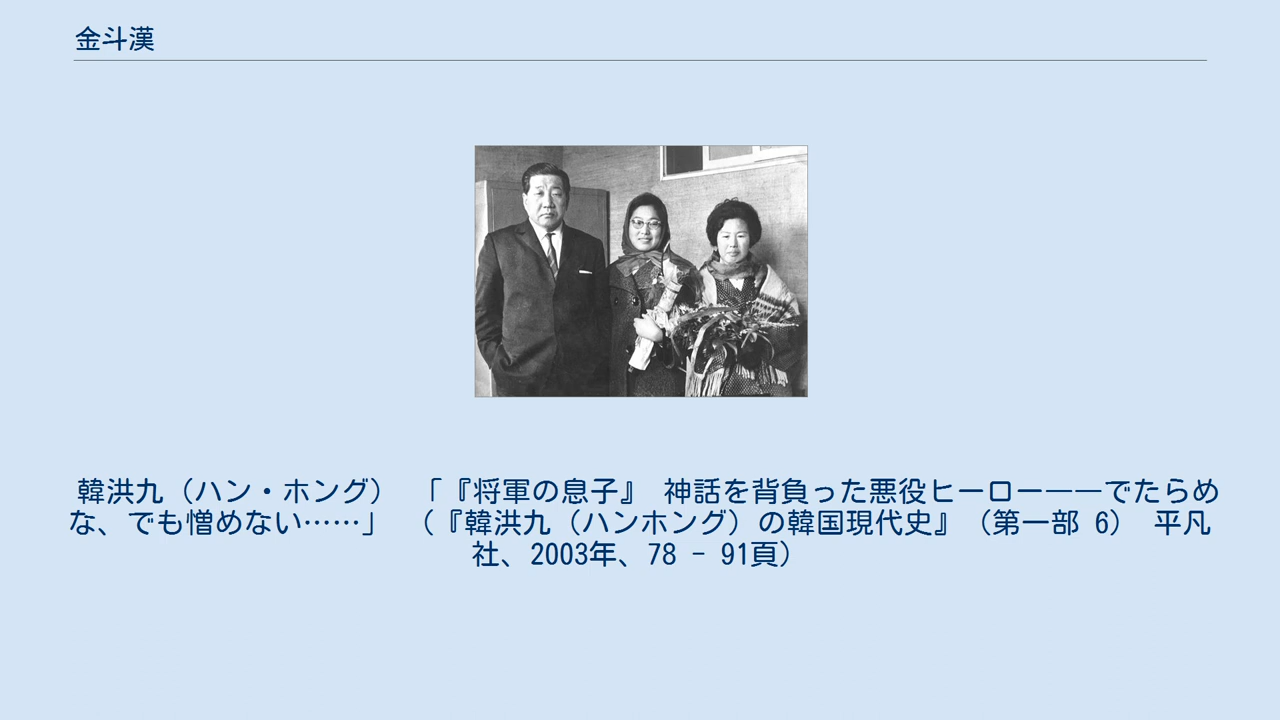 金斗漢
韓洪九（ハン・ホング）　「『将軍の息子』　神話を背負った悪役ヒーロー――でたらめ
な、でも憎めない……」　（『韓洪九（ハンホング）の韓国現代史』（第一部 6）　平凡
社、2003年、78 - 91頁）